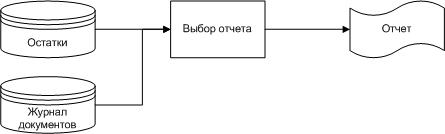 Остатки
Выбор отчета
Отчет
Журнал
документов